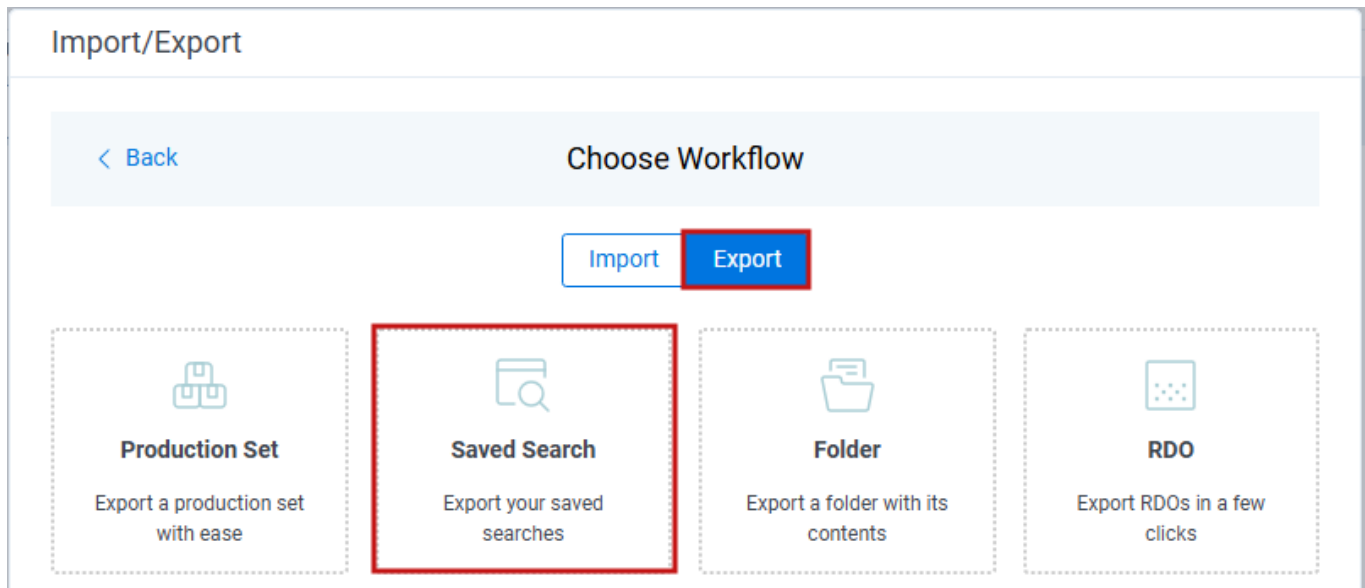 Import/Export
Back
Choose Workflow
Import
Export
Production Set
Export a production set
with ease
Saved Search
Export your saved
searches
Folder
Export a folder with its
contents
RDO
Export RDOs in a few
clicks